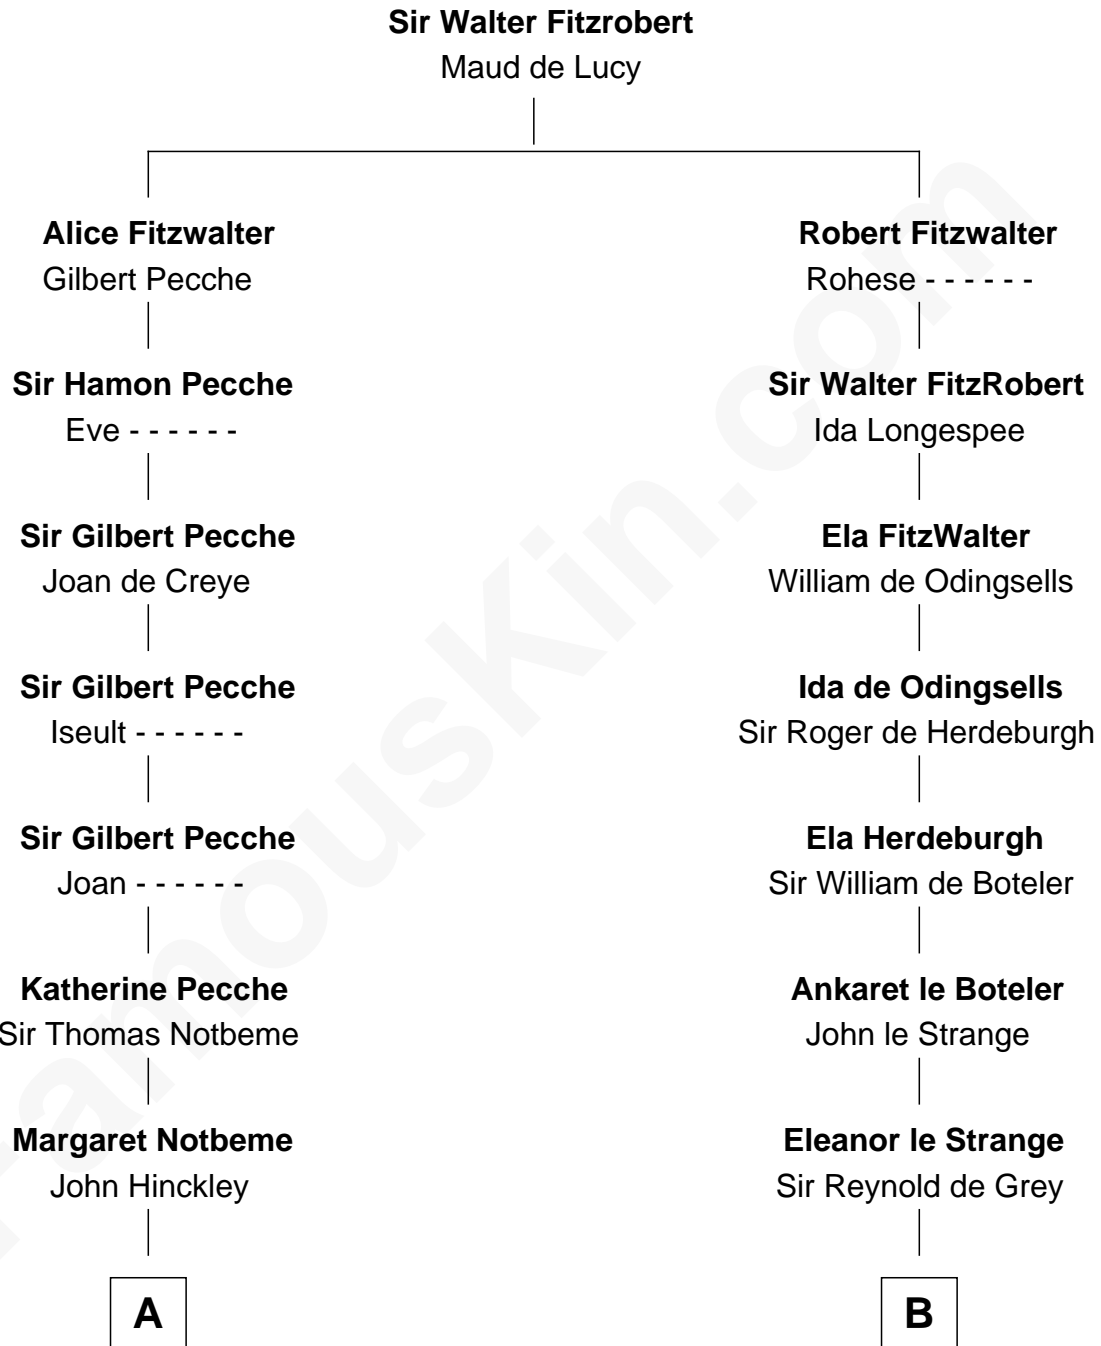 Sir Walter Fitzrobert
Maud de Lucy
Alice Fitzwalter
Gilbert Pecche
Robert Fitzwalter
Rohese - - - - - -
Sir Hamon Pecche
Eve - - - - - -
Sir Walter FitzRobert
Ida Longespee
Sir Gilbert Pecche
Joan de Creye
Ela FitzWalter
William de Odingsells
Sir Gilbert Pecche
Iseult - - - - - -
Ida de Odingsells
Sir Roger de Herdeburgh
Sir Gilbert Pecche
Joan - - - - - -
Ela Herdeburgh
Sir William de Boteler
Katherine Pecche
Sir Thomas Notbeme
Ankaret le Boteler
John le Strange
Margaret Notbeme
John Hinckley
Eleanor le Strange
Sir Reynold de Grey
A
B
FamousKin.com